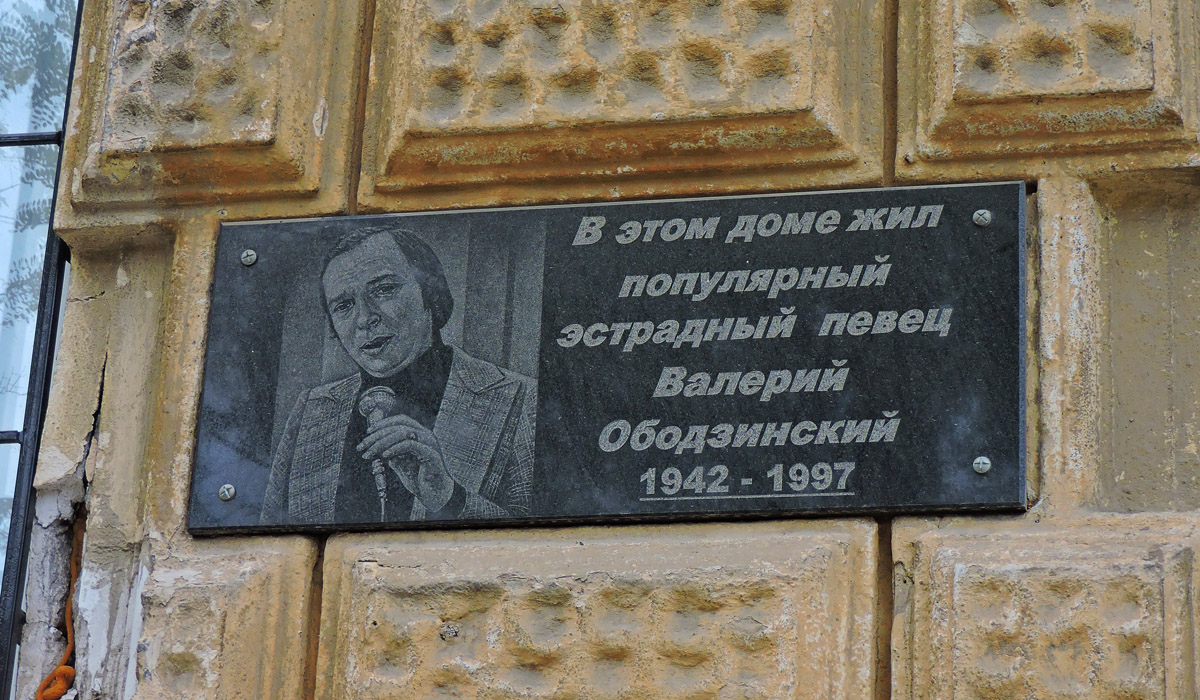 В этом доме жил
популярный
эстрадный певец
Валерий
Ободзинский
1942 - 1997